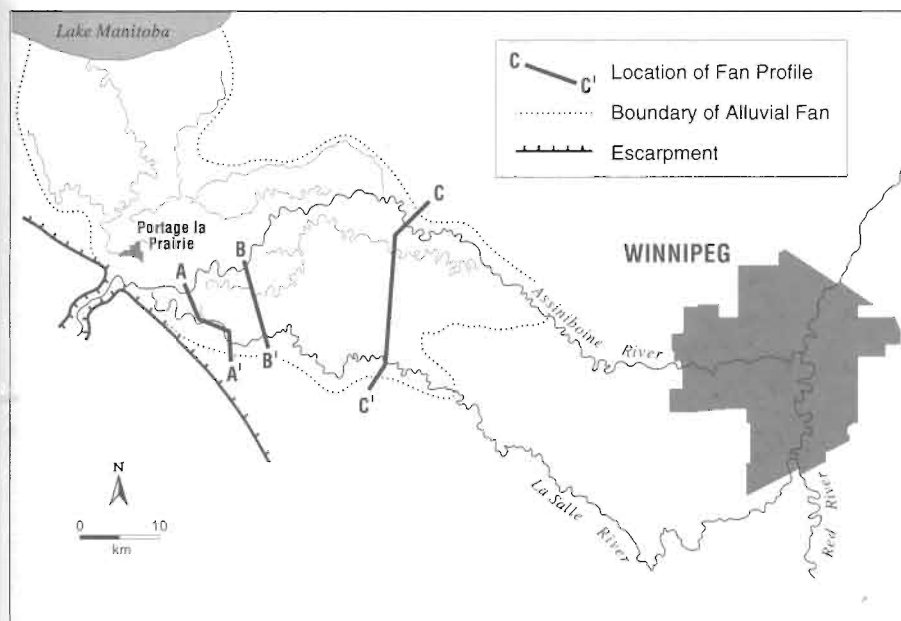 Lake Manitoba
C
C'
Location of Fan Profile
Boundary of Alluvial Fan
Escarpment
Portage la
Prairie
A
B
C
WINNIPEG
Assiniboine River
A'
B'
C'
La Salle River
Red River
N
0 10
km